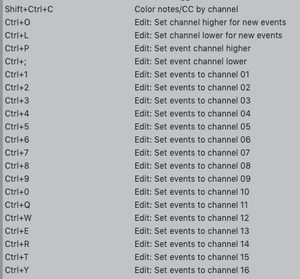 Shift+Ctrl+C Color notes/CC by channel
Ctrl+O Edit: Set channel higher for new events
Ctrl+L Edit: Set channel lower for new events
Ctrl+P Edit: Set event channel higher
Ctrl+; Edit: Set event channel lower
Ctrl+1 Edit: Set events to channel 01
Ctrl+2 Edit: Set events to channel 02
Ctrl+3 Edit: Set events to channel 03
Ctrl+4 Edit: Set events to channel 04
Ctrl+5 Edit: Set events to channel 05
Ctrl+6 Edit: Set events to channel 06
Ctrl+7 Edit: Set events to channel 07
Ctrl+8 Edit: Set events to channel 08
Ctrl+9 Edit: Set events to channel 09
Ctrl+0 Edit: Set events to channel 10
Ctrl+Q Edit: Set events to channel 11
Ctrl+W Edit: Set events to channel 12
Ctrl+E Edit: Set events to channel 13
Ctrl+R Edit: Set events to channel 14
Ctrl+T Edit: Set events to channel 15
Ctrl+Y Edit: Set events to channel 16